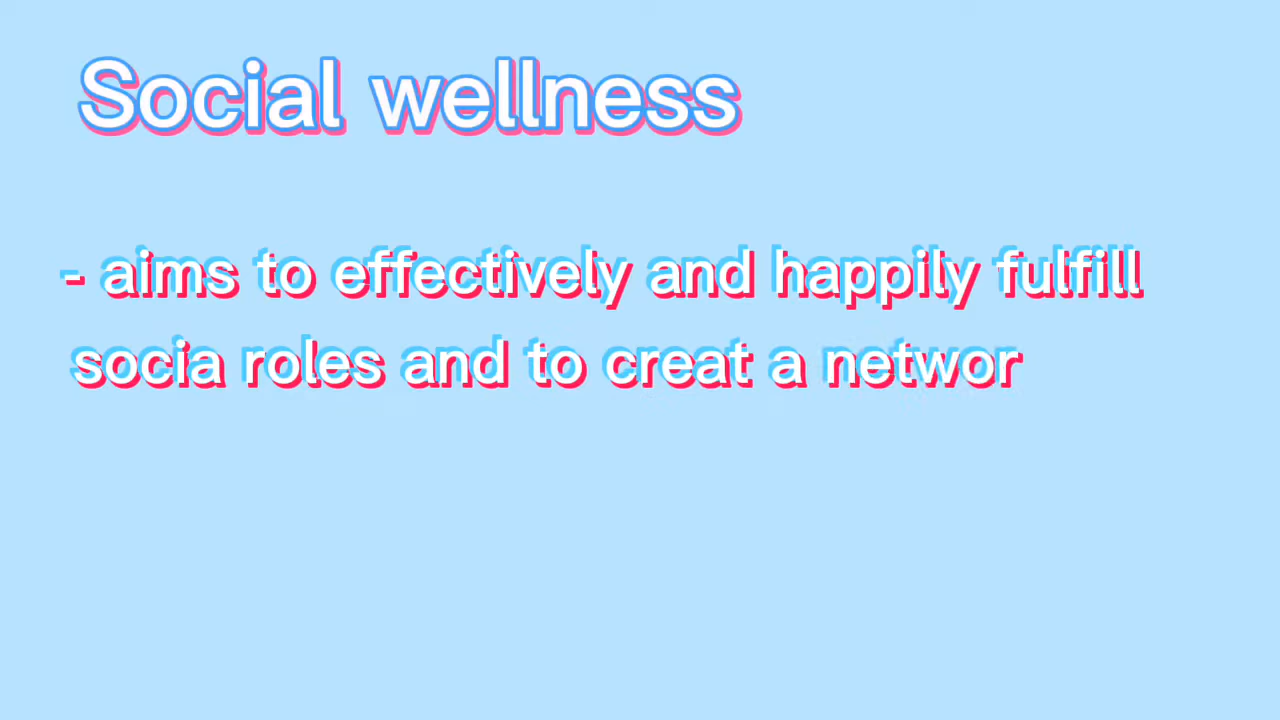 Social wellness
- aims to effectively and happily fulfill
socia roles and to creat a networ